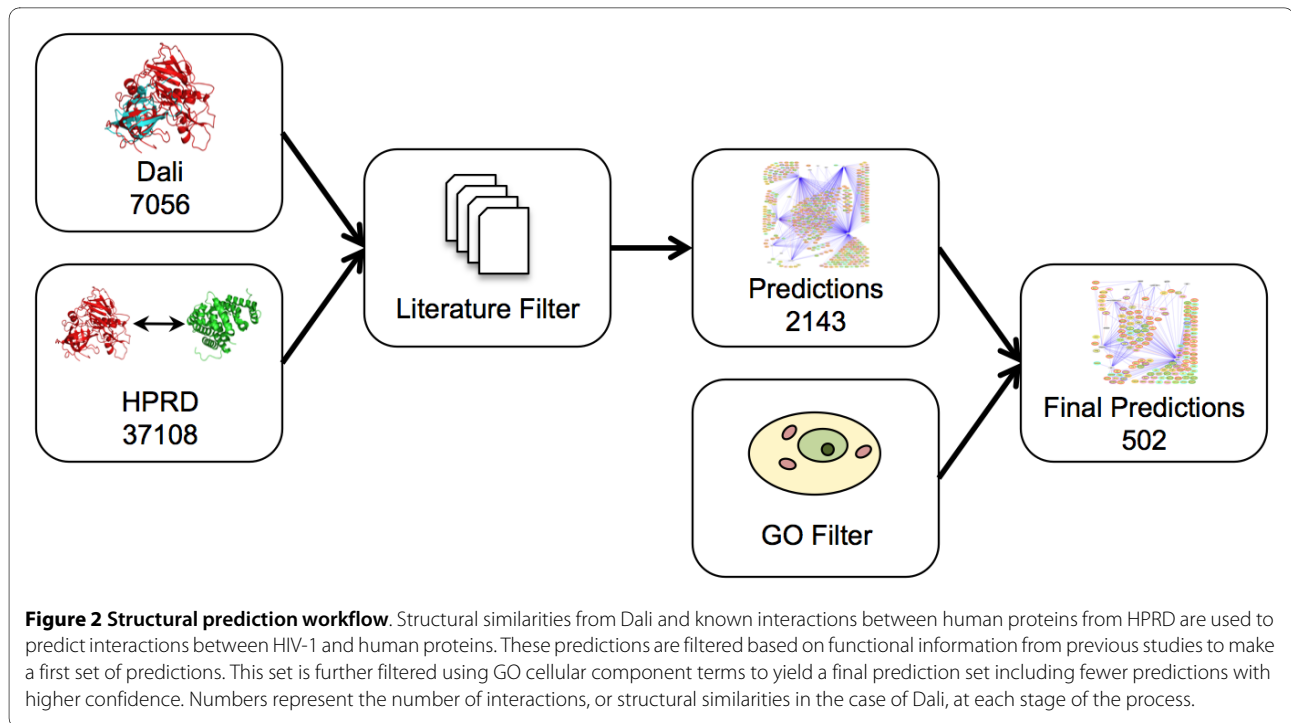 Dali
7056
HPRD
37108
Literature Filter
Predictions
2143
GO Filter
Final Predictions
502
Figure 2 Structural prediction workflow. Structural similarities from Dali and known interactions between human proteins from HPRD are used to
predict interactions between HIV-1 and human proteins. These predictions are filtered based on functional information from previous studies to make
a first set of predictions. This set is further filtered using GO cellular component terms to yield a final prediction set including fewer predictions with
higher confidence. Numbers represent the number of interactions, or structural similarities in the case of Dali, at each stage of the process.